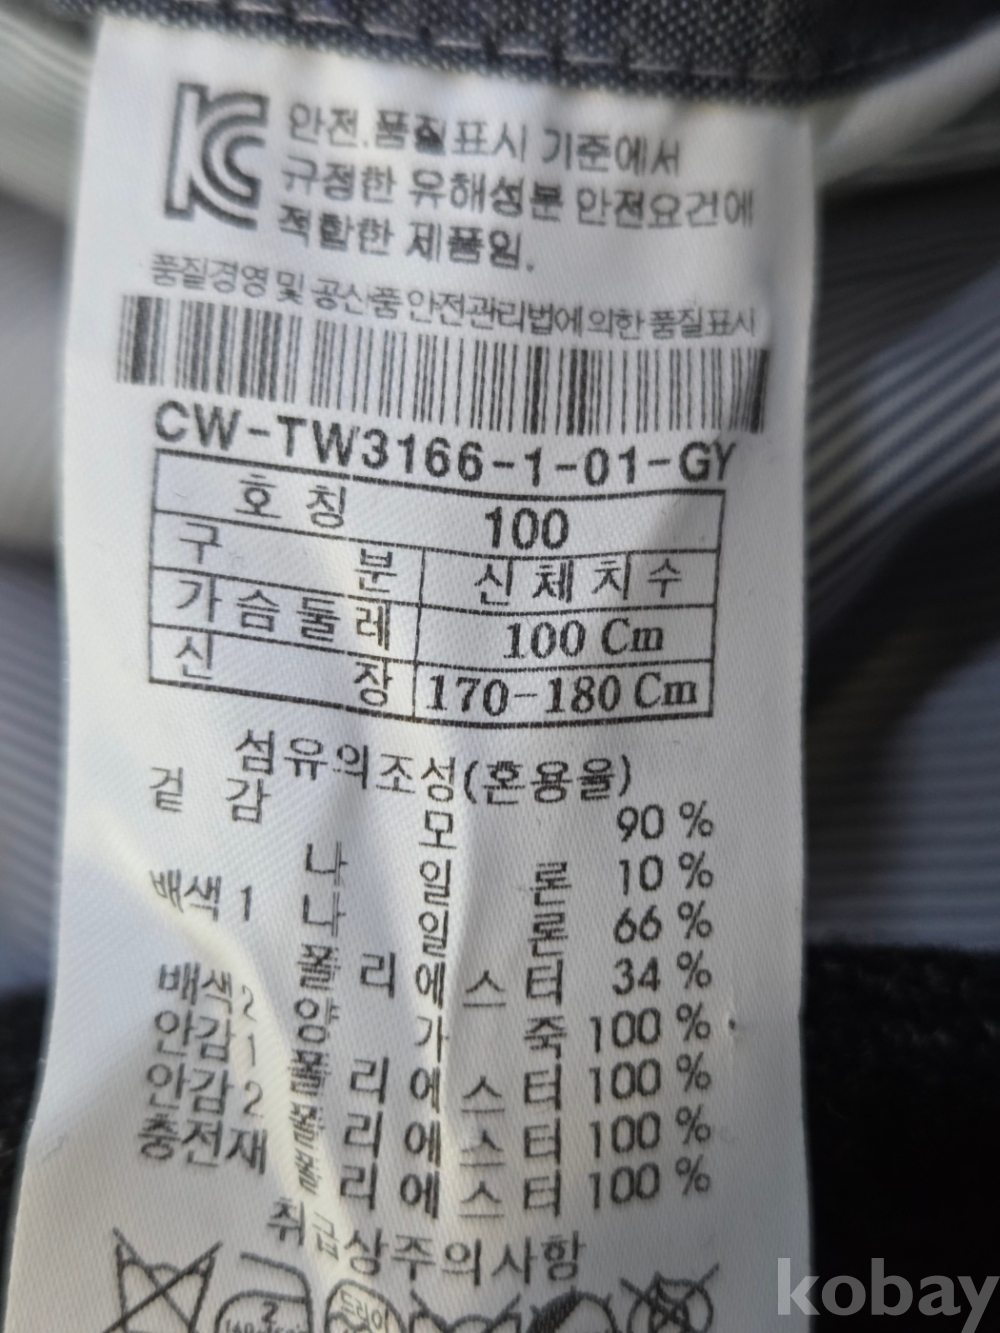 KC 안전.품질표시 기준에서
규정한 유해성분 안전요건에
적합한 제품임.
품질경영 및 공산품안전관리법에의한 품질표시
CW-TW3166-1-01-GY
호칭 100
구분 신체치수
가슴둘레 100 Cm
신장 170-180 Cm
섬유의조성(혼용율)
겉감 모 90 %
나일론 10 %
배색1 나일론 66 %
폴리에스터 34 %
배색2 양가죽 100 %
안감1 폴리에스터 100 %
안감2 폴리에스터 100 %
충전재 폴리에스터 100 %
취급상주의사항
2
드라이
kobay